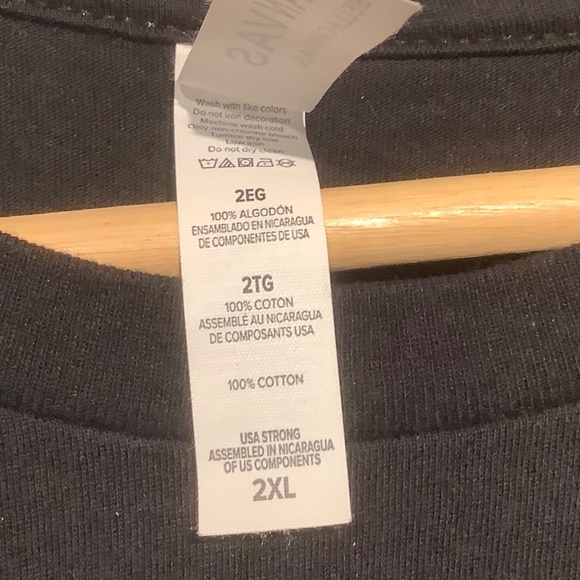 Wash with like colors
Do not iron decoration
Machine wash cold
Only non-chlorine bleach
Tumble dry low
Low iron
Do not dry clean
2EG
100% ALGODÓN
ENSAMBLADO EN NICARAGUA
DE COMPONENTES DE USA
2TG
100% COTON
ASSEMBLÉ AU NICARAGUA
DE COMPOSANTS USA
100% COTTON
USA STRONG
ASSEMBLED IN NICARAGUA
OF US COMPONENTS
2XL